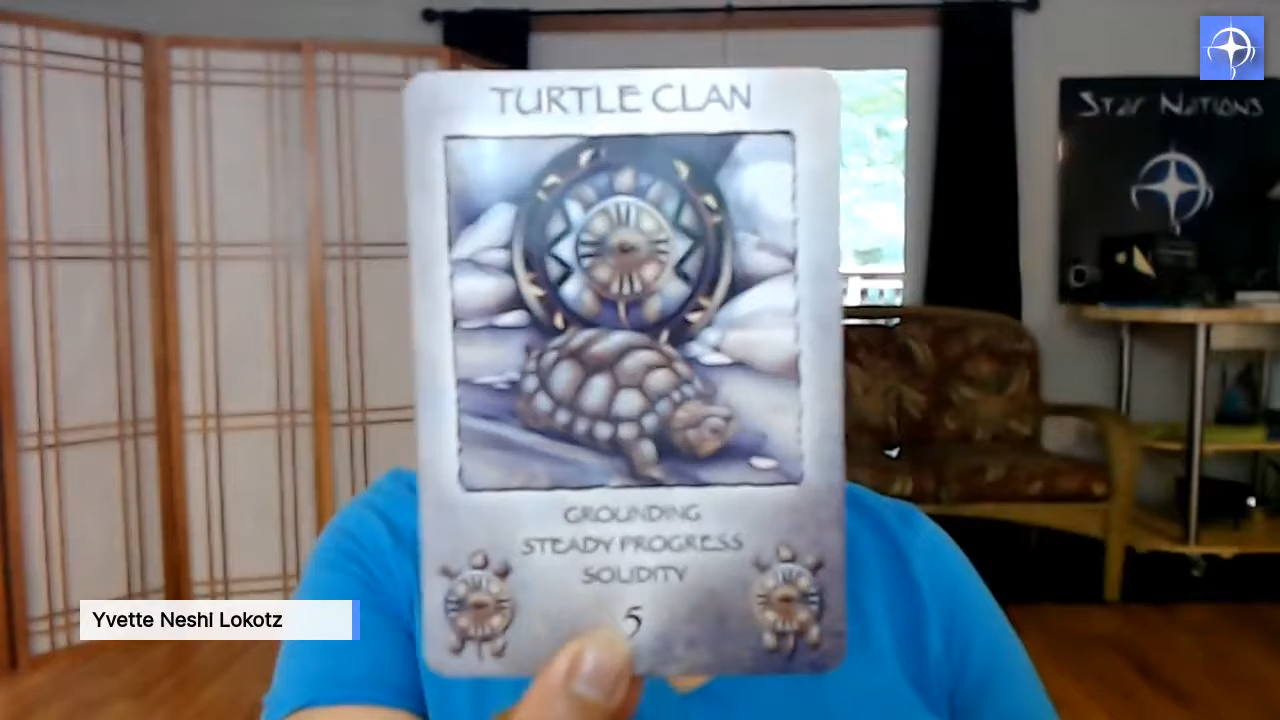 TURTLE CLAN
GROUNDING
STEADY PROGRESS
SOLIDITY
5
Star Nations
Yvette Neshi Lokotz